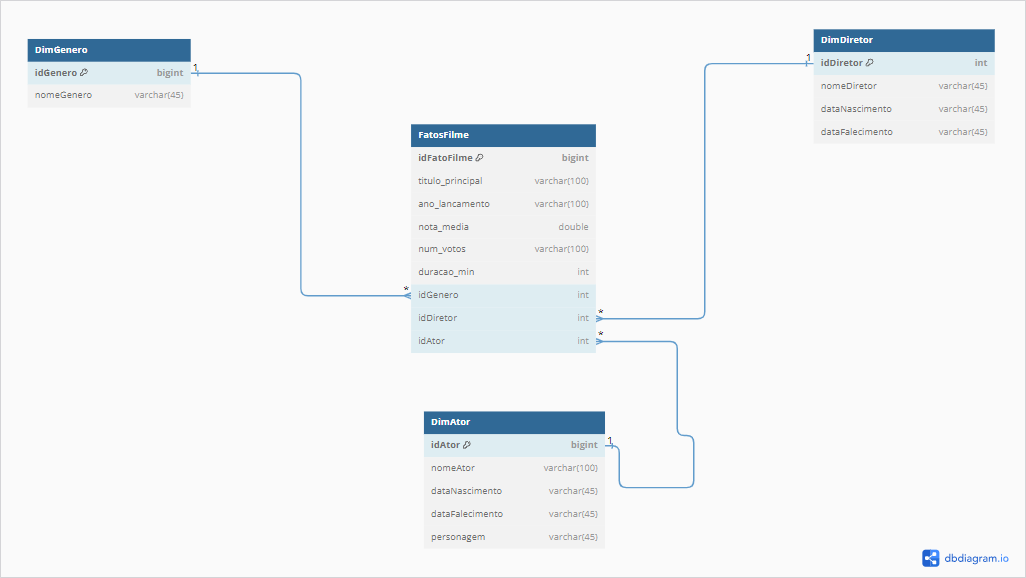 DimGenero
idGenero bigint
nomeGenero varchar(45)
1
DimDiretor
idDiretor int
nomeDiretor varchar(45)
dataNascimento varchar(45)
dataFalecimento varchar(45)
1
FatosFilme
idFatoFilme bigint
titulo_principal varchar(100)
ano_lancamento varchar(100)
nota_media double
num_votos varchar(100)
duracao_min int
* idGenero int
idDiretor int *
idAtor int *
DimAtor
idAtor bigint 1
nomeAtor varchar(100)
dataNascimento varchar(45)
dataFalecimento varchar(45)
personagem varchar(45)
dbdiagram.io